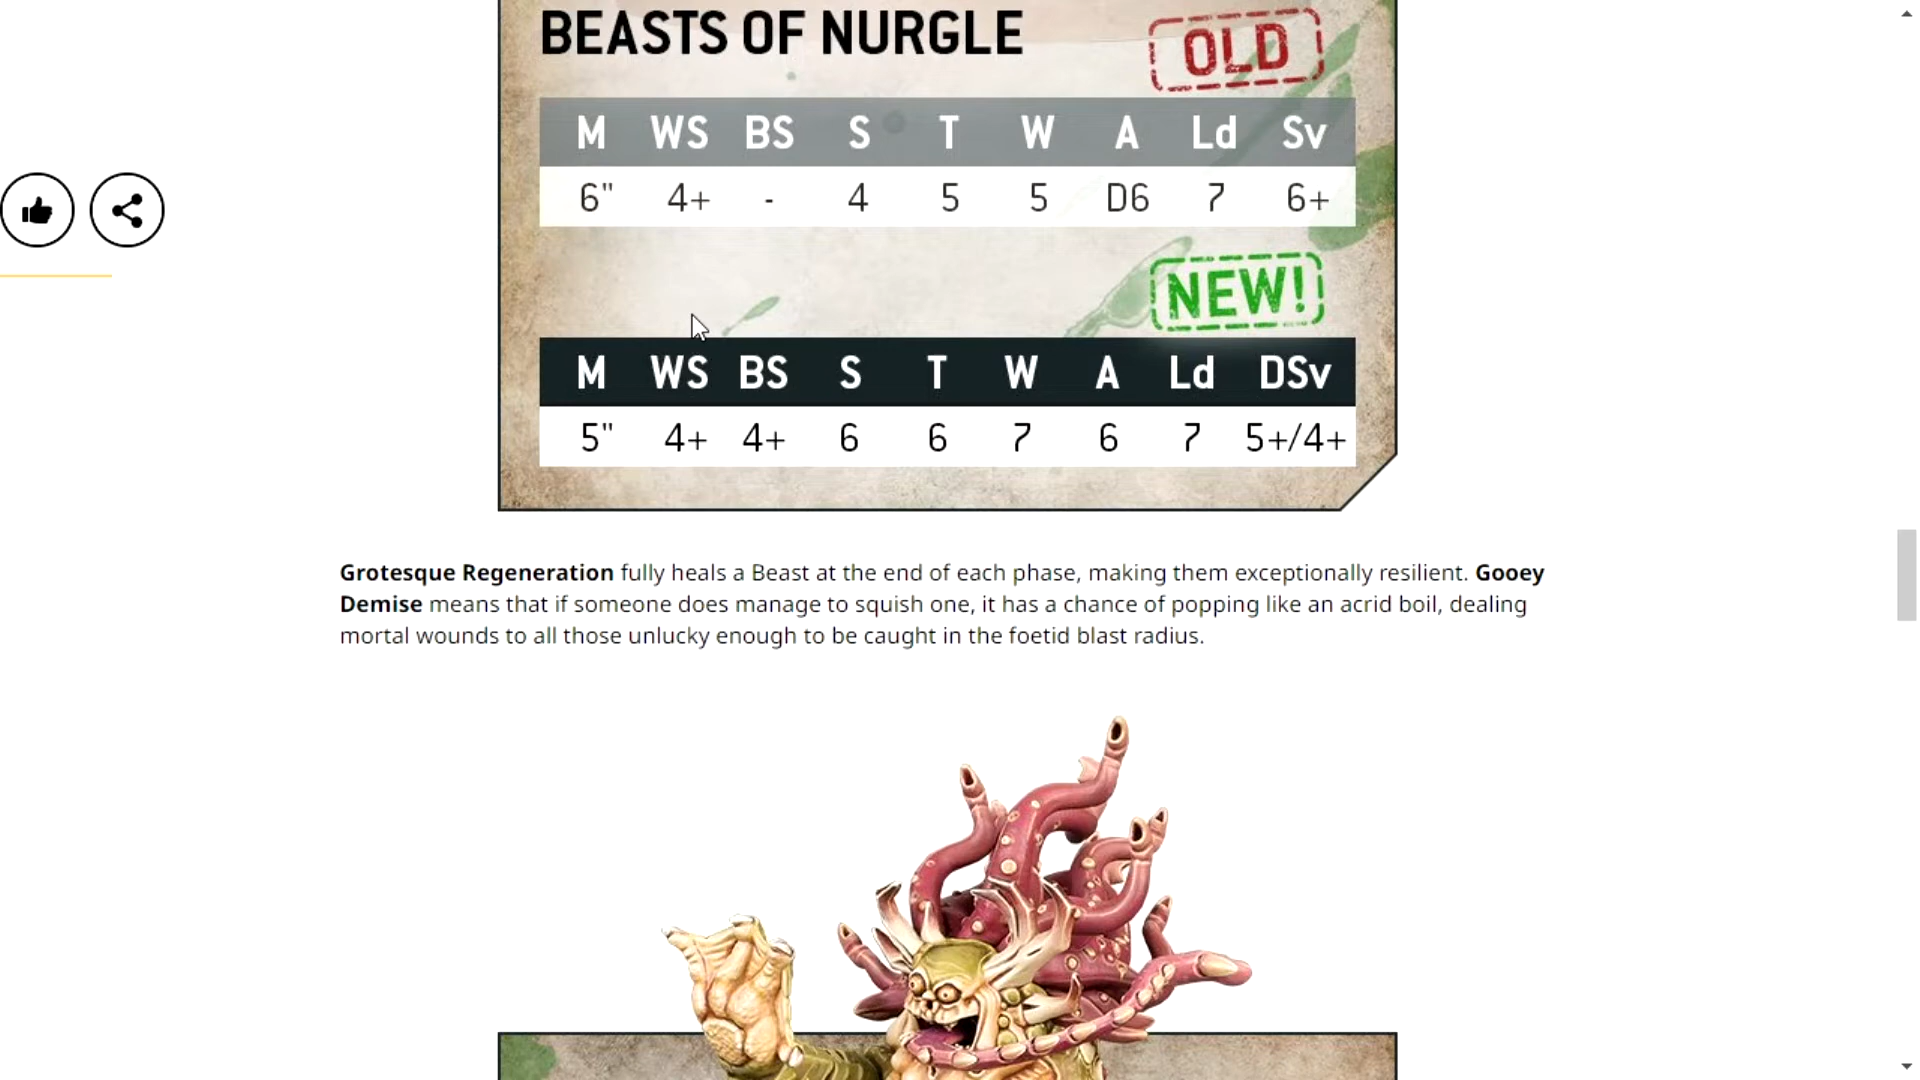 BEASTS OF NURGLE
OLD
M WS BS S T W A Ld Sv
6" 4+ - 4 5 5 D6 7 6+
NEW!
M WS BS S T W A Ld DSv
5" 4+ 4+ 6 6 7 6 7 5+/4+
Grotesque Regeneration fully heals a Beast at the end of each phase, making them exceptionally resilient. Gooey
Demise means that if someone does manage to squish one, it has a chance of popping like an acrid boil, dealing
mortal wounds to all those unlucky enough to be caught in the foetid blast radius.